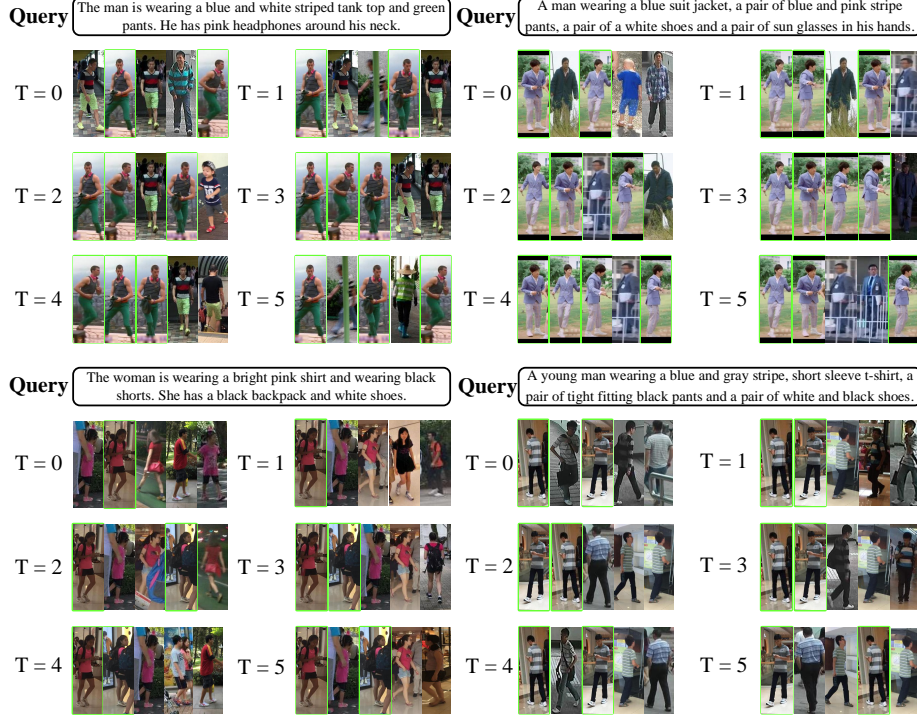 Query
The man is wearing a blue and white striped tank top and green
pants. He has pink headphones around his neck.
T = 0
T = 1
T = 2
T = 3
T = 4
T = 5
Query
A man wearing a blue suit jacket, a pair of blue and pink stripe
pants, a pair of a white shoes and a pair of sun glasses in his hands.
T = 0
T = 1
T = 2
T = 3
T = 4
T = 5
Query
The woman is wearing a bright pink shirt and wearing black
shorts. She has a black backpack and white shoes.
T = 0
T = 1
T = 2
T = 3
T = 4
T = 5
Query
A young man wearing a blue and gray stripe, short sleeve t-shirt, a
pair of tight fitting black pants and a pair of white and black shoes.
T = 0
T = 1
T = 2
T = 3
T = 4
T = 5